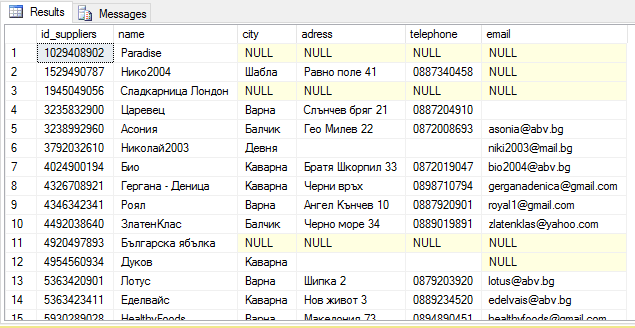 Results Messages
id_suppliers name city adress telephone email
1 1029408902 Paradise NULL NULL NULL NULL
2 1529490787 Нико2004 Шабла Равно поле 41 0887340458 NULL
3 1945049056 Сладкарница Лондон NULL NULL NULL NULL
4 3235832900 Царевец Варна Слънчев бряг 21 0887204910
5 3238992960 Асония Балчик Гео Милев 22 0872008693 asonia@abv.bg
6 3792032610 Николай2003 Девня niki2003@mail.bg
7 4024900194 Био Каварна Братя Шкорпил 33 0872019047 bio2004@abv.bg
8 4326708921 Гергана - Деница Каварна Черни връх 0898710794 gerganadenica@gmail.com
9 4346342341 Роял Варна Ангел Кънчев 10 0887920901 royal1@gmail.com
10 4492038640 ЗлатенКлас Балчик Черно море 34 0889019891 zlatenklas@yahoo.com
11 4920497893 Българска ябълка NULL NULL NULL NULL
12 4954560934 Дуков Каварна NULL
13 5363420901 Лотус Варна Шипка 2 0879203920 lotus@abv.bg
14 5363423411 Еделвайс Каварна Нов живот 3 0889234520 edelvais@abv.bg
15 5930289028 HealthyFoods Варна Македония 73 0894890451 healthyfoods@gmail.com